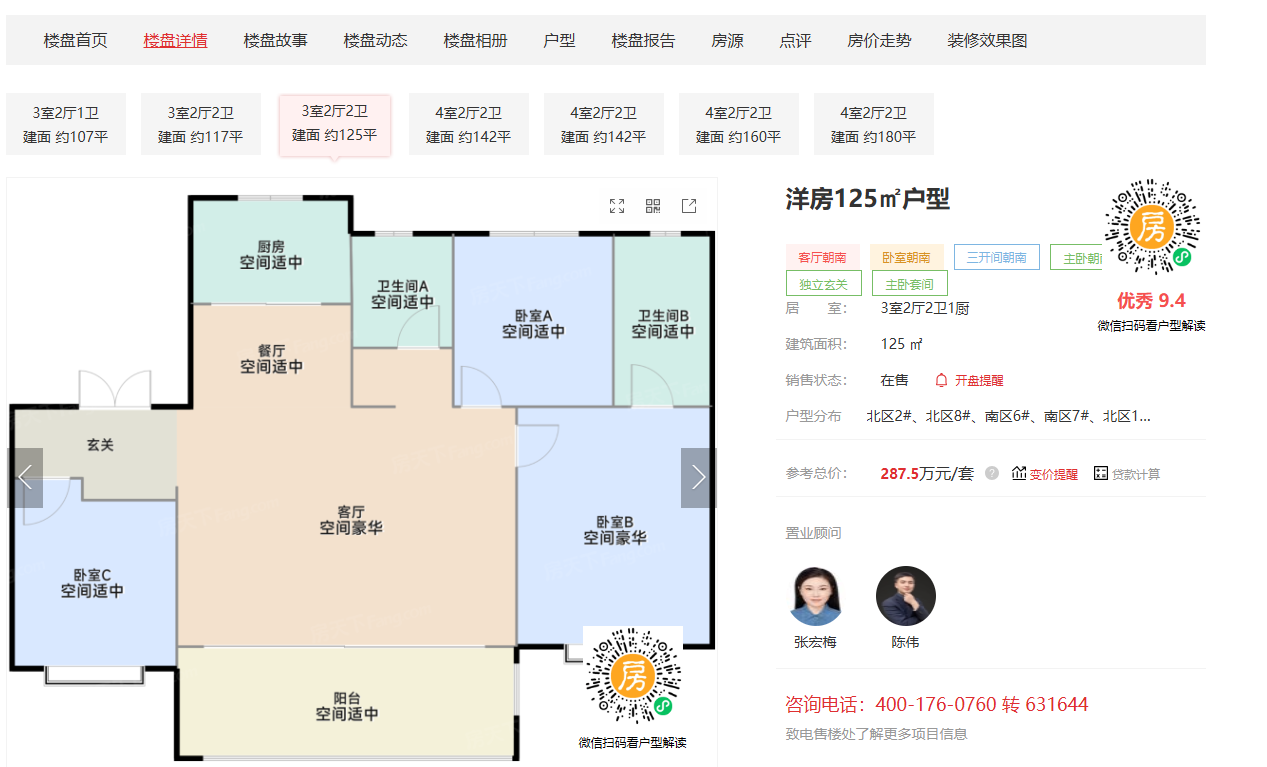 楼盘首页 楼盘详情 楼盘故事 楼盘动态 楼盘相册 户型 楼盘报告 房源 点评 房价走势 装修效果图
3室2厅1卫 3室2厅2卫 3室2厅2卫 4室2厅2卫 4室2厅2卫 4室2厅2卫 4室2厅2卫
建面 约107平 建面 约117平 建面 约125平 建面 约142平 建面 约142平 建面 约160平 建面 约180平
厨房
空间适中
卫生间A
空间适中
卧室A
空间适中
卫生间B
空间适中
餐厅
空间适中
玄关
客厅
空间豪华
卧室B
空间豪华
卧室C
空间适中
阳台
空间适中
房
微信扫码看户型解读
洋房125㎡户型
房
客厅朝南 卧室朝南 三开间朝南 主卧朝
独立玄关 主卧套间
优秀 9.4
微信扫码看户型解读
居 室： 3室2厅2卫1厨
建筑面积： 125 ㎡
销售状态： 在售 开盘提醒
户型分布 北区2#、北区8#、南区6#、南区7#、北区1...
参考总价： 287.5万元/套 ? 变价提醒 贷款计算
置业顾问
张宏梅 陈伟
咨询电话：400-176-0760 转 631644
致电售楼处了解更多项目信息